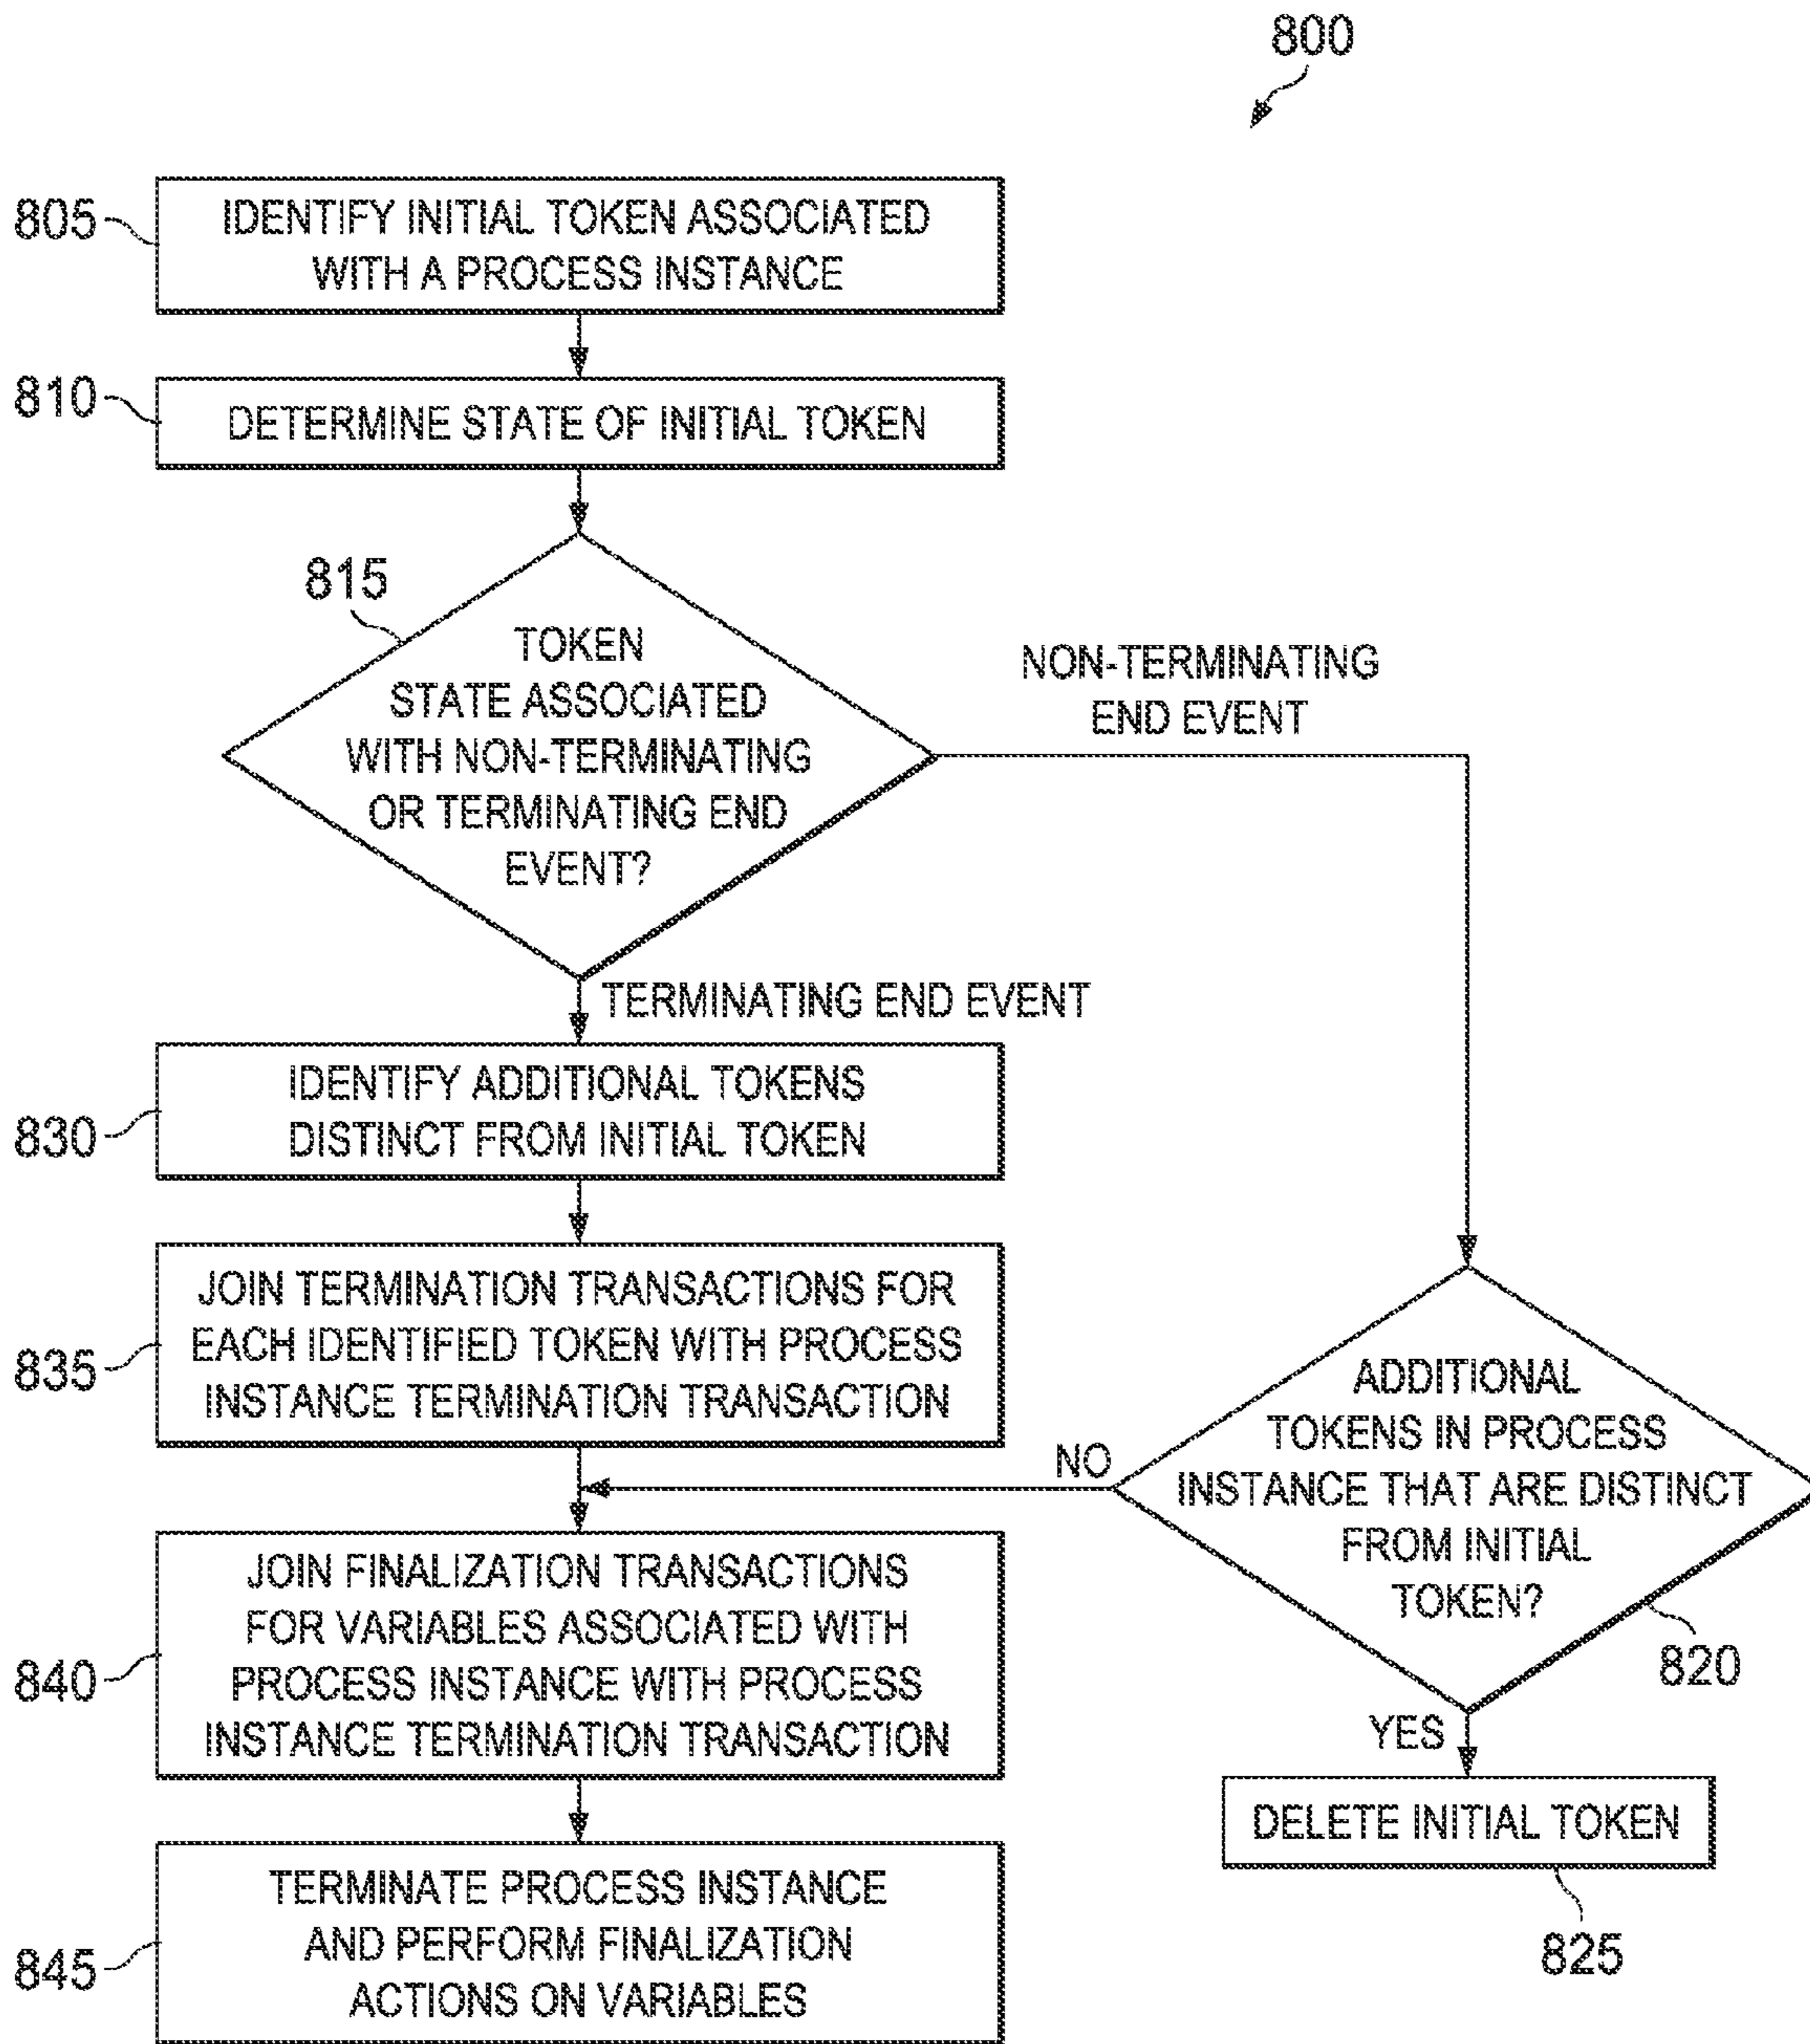 800
805
IDENTIFY INITIAL TOKEN ASSOCIATED
WITH A PROCESS INSTANCE
810
DETERMINE STATE OF INITIAL TOKEN
815
TOKEN
STATE ASSOCIATED
WITH NON-TERMINATING
OR TERMINATING END
EVENT?
NON-TERMINATING
END EVENT
TERMINATING END EVENT
830
IDENTIFY ADDITIONAL TOKENS
DISTINCT FROM INITIAL TOKEN
835
JOIN TERMINATION TRANSACTIONS FOR
EACH IDENTIFIED TOKEN WITH PROCESS
INSTANCE TERMINATION TRANSACTION
NO
ADDITIONAL
TOKENS IN PROCESS
INSTANCE THAT ARE DISTINCT
FROM INITIAL
TOKEN?
820
YES
840
JOIN FINALIZATION TRANSACTIONS
FOR VARIABLES ASSOCIATED WITH
PROCESS INSTANCE WITH PROCESS
INSTANCE TERMINATION TRANSACTION
DELETE INITIAL TOKEN
825
845
TERMINATE PROCESS INSTANCE
AND PERFORM FINALIZATION
ACTIONS ON VARIABLES